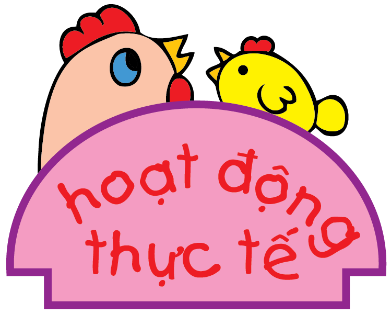 hoạt động
thực tế